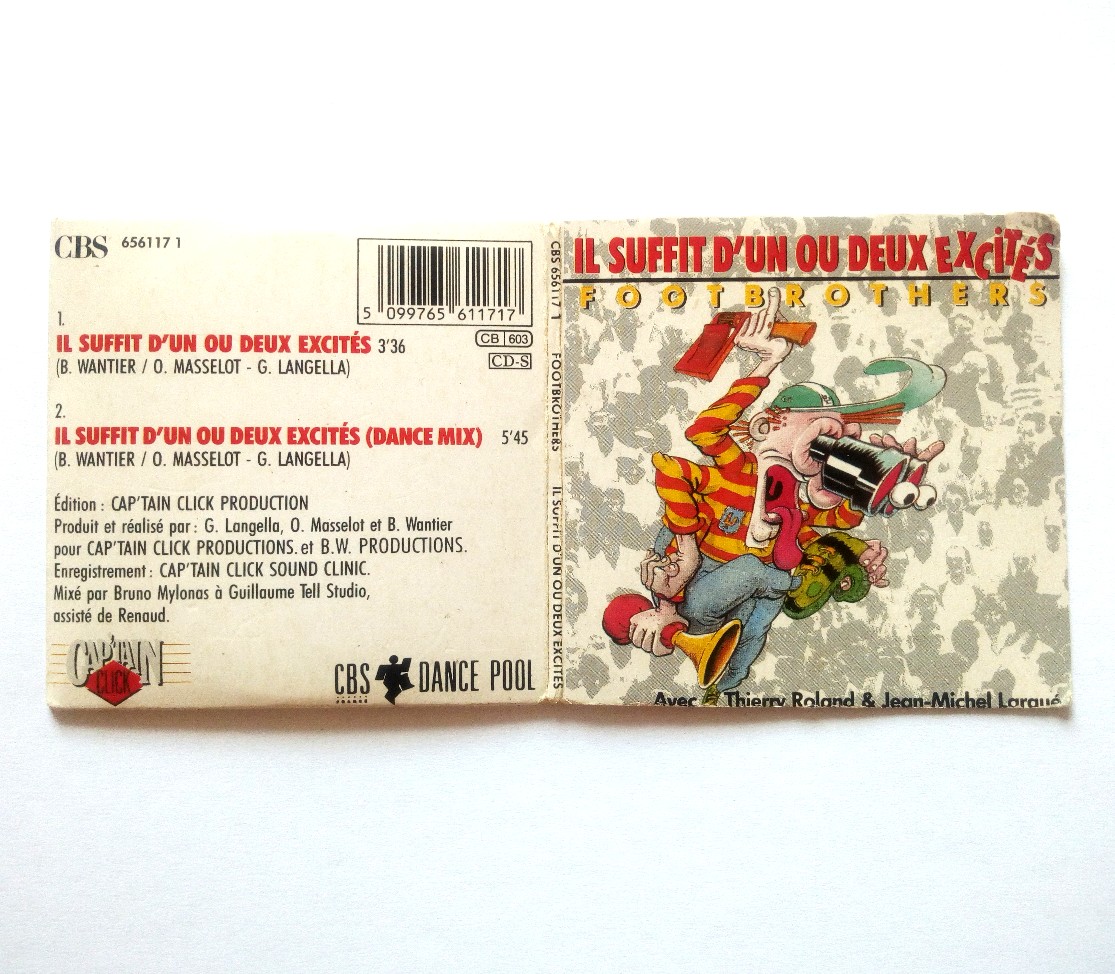 CBS 656117 1
5 099765 611717
CB 603
CD-S
1.
IL SUFFIT D'UN OU DEUX EXCITÉS 3'36
(B. WANTIER / O. MASSELOT - G. LANGELLA)
2.
IL SUFFIT D'UN OU DEUX EXCITÉS (DANCE MIX) 5'45
(B. WANTIER / O. MASSELOT - G. LANGELLA)
Édition : CAP'TAIN CLICK PRODUCTION
Produit et réalisé par : G. Langella, O. Masselot et B. Wantier
pour CAP'TAIN CLICK PRODUCTIONS. et B.W. PRODUCTIONS.
Enregistrement : CAP'TAIN CLICK SOUND CLINIC.
Mixé par Bruno Mylonas à Guillaume Tell Studio,
assisté de Renaud.
CAP'TAIN
CLICK
CBS DANCE POOL
FRANCE
CBS 656117 1 FOOTBROTHERS IL SUFFIT D'UN OU DEUX EXCITÉS
IL SUFFIT D'UN OU DEUX EXCITÉS
FOOTBROTHERS
Avec Thierry Roland & Jean-Michel Larqué